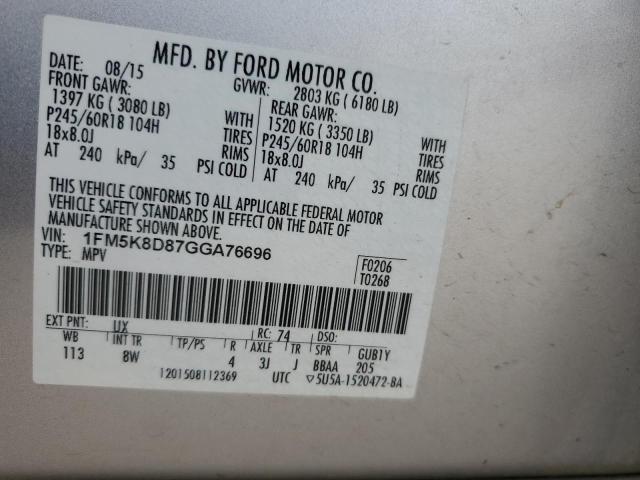 MFD. BY FORD MOTOR CO.
DATE: 08/15 GVWR: 2803 KG ( 6180 LB)
FRONT GAWR: REAR GAWR:
1397 KG ( 3080 LB) WITH 1520 KG ( 3350 LB) WITH
P245/60R18 104H TIRES P245/60R18 104H TIRES
18x8.0J RIMS 18x8.0J RIMS
AT 240 kPa/ 35 PSI COLD AT 240 kPa/ 35 PSI COLD
THIS VEHICLE CONFORMS TO ALL APPLICABLE FEDERAL MOTOR
VEHICLE SAFETY STANDARDS IN EFFECT ON THE DATE OF
MANUFACTURE SHOWN ABOVE.
VIN: 1FM5K8D87GGA76696
TYPE: MPV
F0206
T0268
EXT PNT: UX RC: 74 DSO:
WB INT TR TP/PS R AXLE TR SPR GUB1Y
113 8W 4 3J J BBAA 205
1201508112369 UTC ▽5U5A-1520472-BA